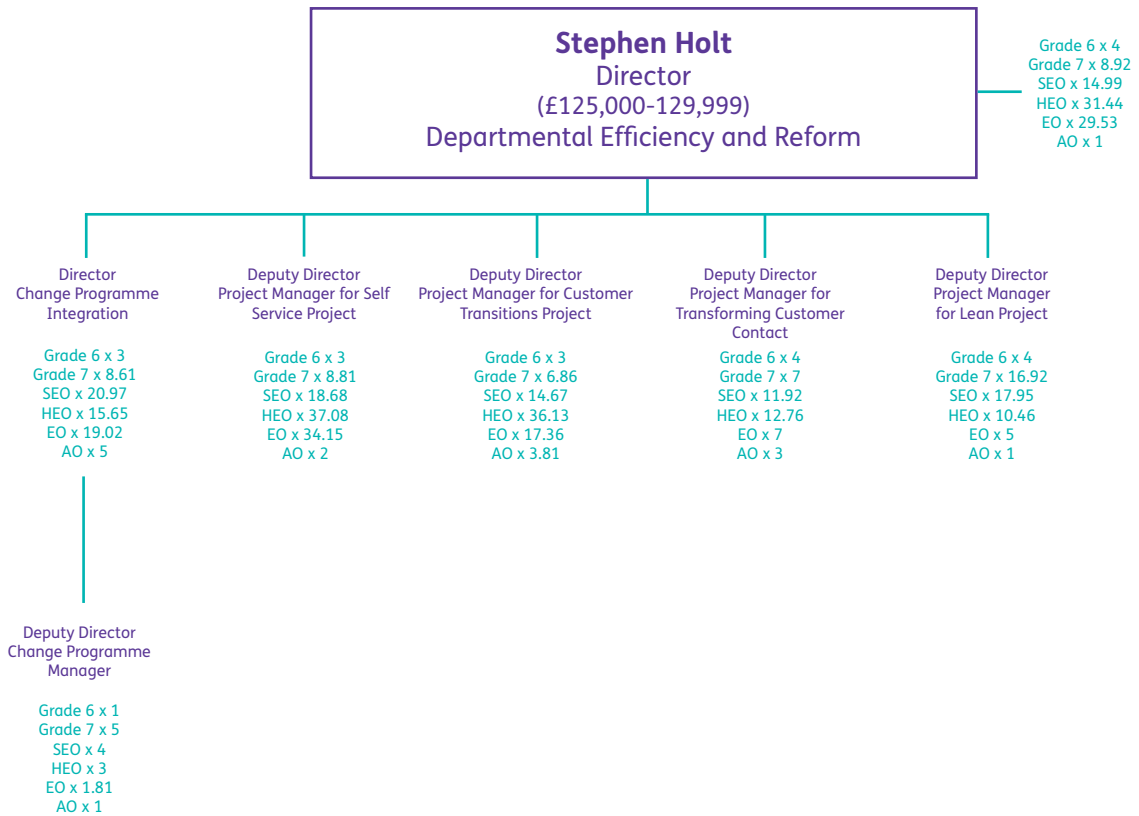 Stephen Holt
Director
(£125,000-129,999)
Departmental Efficiency and Reform
Grade 6 x 4
Grade 7 x 8.92
SEO x 14.99
HEO x 31.44
EO x 29.53
AO x 1
Director
Change Programme
Integration
Grade 6 x 3
Grade 7 x 8.61
SEO x 20.97
HEO x 15.65
EO x 19.02
AO x 5
Deputy Director
Project Manager for Self
Service Project
Grade 6 x 3
Grade 7 x 8.81
SEO x 18.68
HEO x 37.08
EO x 34.15
AO x 2
Deputy Director
Project Manager for Customer
Transitions Project
Grade 6 x 3
Grade 7 x 6.86
SEO x 14.67
HEO x 36.13
EO x 17.36
AO x 3.81
Deputy Director
Project Manager for
Transforming Customer
Contact
Grade 6 x 4
Grade 7 x 7
SEO x 11.92
HEO x 12.76
EO x 7
AO x 3
Deputy Director
Project Manager
for Lean Project
Grade 6 x 4
Grade 7 x 16.92
SEO x 17.95
HEO x 10.46
EO x 5
AO x 1
Deputy Director
Change Programme
Manager
Grade 6 x 1
Grade 7 x 5
SEO x 4
HEO x 3
EO x 1.81
AO x 1